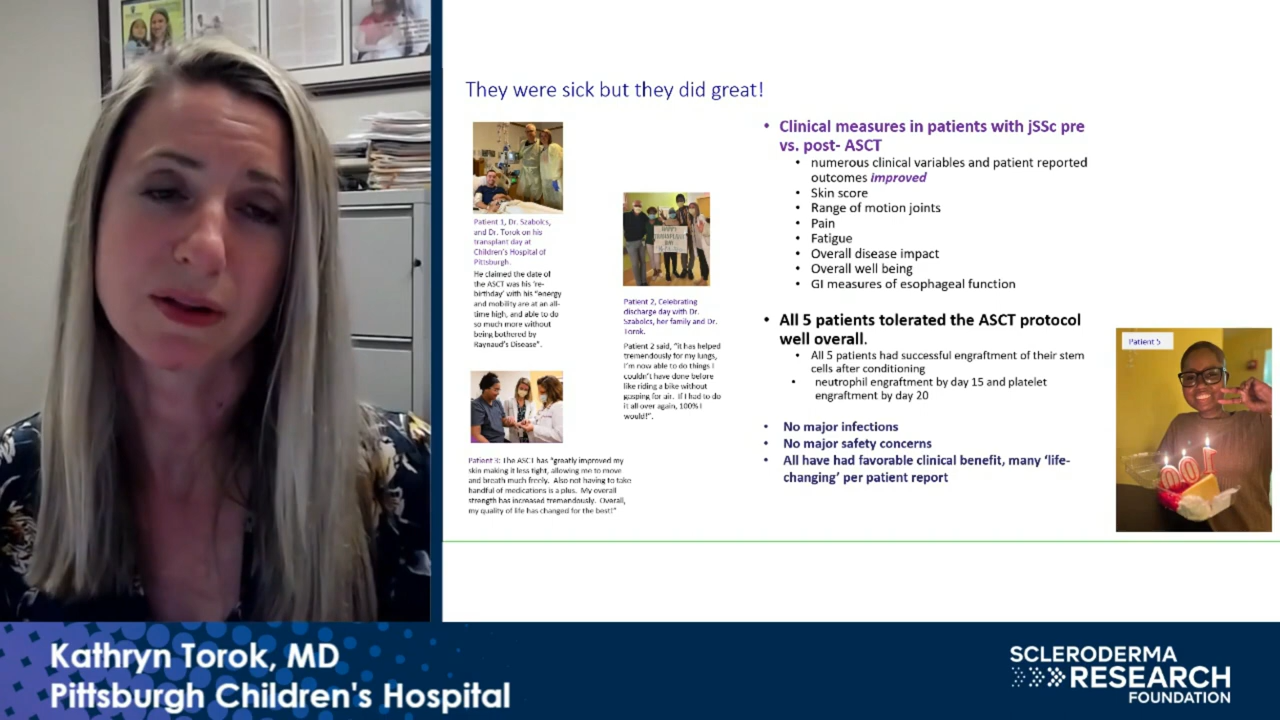 They were sick but they did great!
Patient 1, Dr. Szabolcs,
and Dr. Torok on his
transplant day at
Children's Hospital of
Pittsburgh.
He claimed the date of
the ASCT was his 're-
birthday' with his "energy
and mobility are at an all-
time high, and able to do
so much more without
being bothered by
Raynaud's Disease".
Patient 2, Celebrating
discharge day with Dr.
Szabolcs, her family and Dr.
Torok.
Patient 2 said, "it has helped
tremendously for my lungs,
I'm now able to do things I
couldn't have done before
like riding a bike without
gasping for air. If I had to do
it all over again, 100% I
would!".
Patient 3: The ASCT has "greatly improved my
skin making it less tight, allowing me to move
and breath much freely. Also not having to take
handful of medications is a plus. My overall
strength has increased tremendously. Overall,
my quality of life has changed for the best!"
• Clinical measures in patients with jSSc pre
vs. post- ASCT
• numerous clinical variables and patient reported
outcomes improved
• Skin score
• Range of motion joints
• Pain
• Fatigue
• Overall disease impact
• Overall well being
• GI measures of esophageal function
• All 5 patients tolerated the ASCT protocol
well overall.
• All 5 patients had successful engraftment of their stem
cells after conditioning
• neutrophil engraftment by day 15 and platelet
engraftment by day 20
• No major infections
• No major safety concerns
• All have had favorable clinical benefit, many 'life-
changing' per patient report
Patient 5
Kathryn Torok, MD
Pittsburgh Children's Hospital
SCLERODERMA
RESEARCH
FOUNDATION